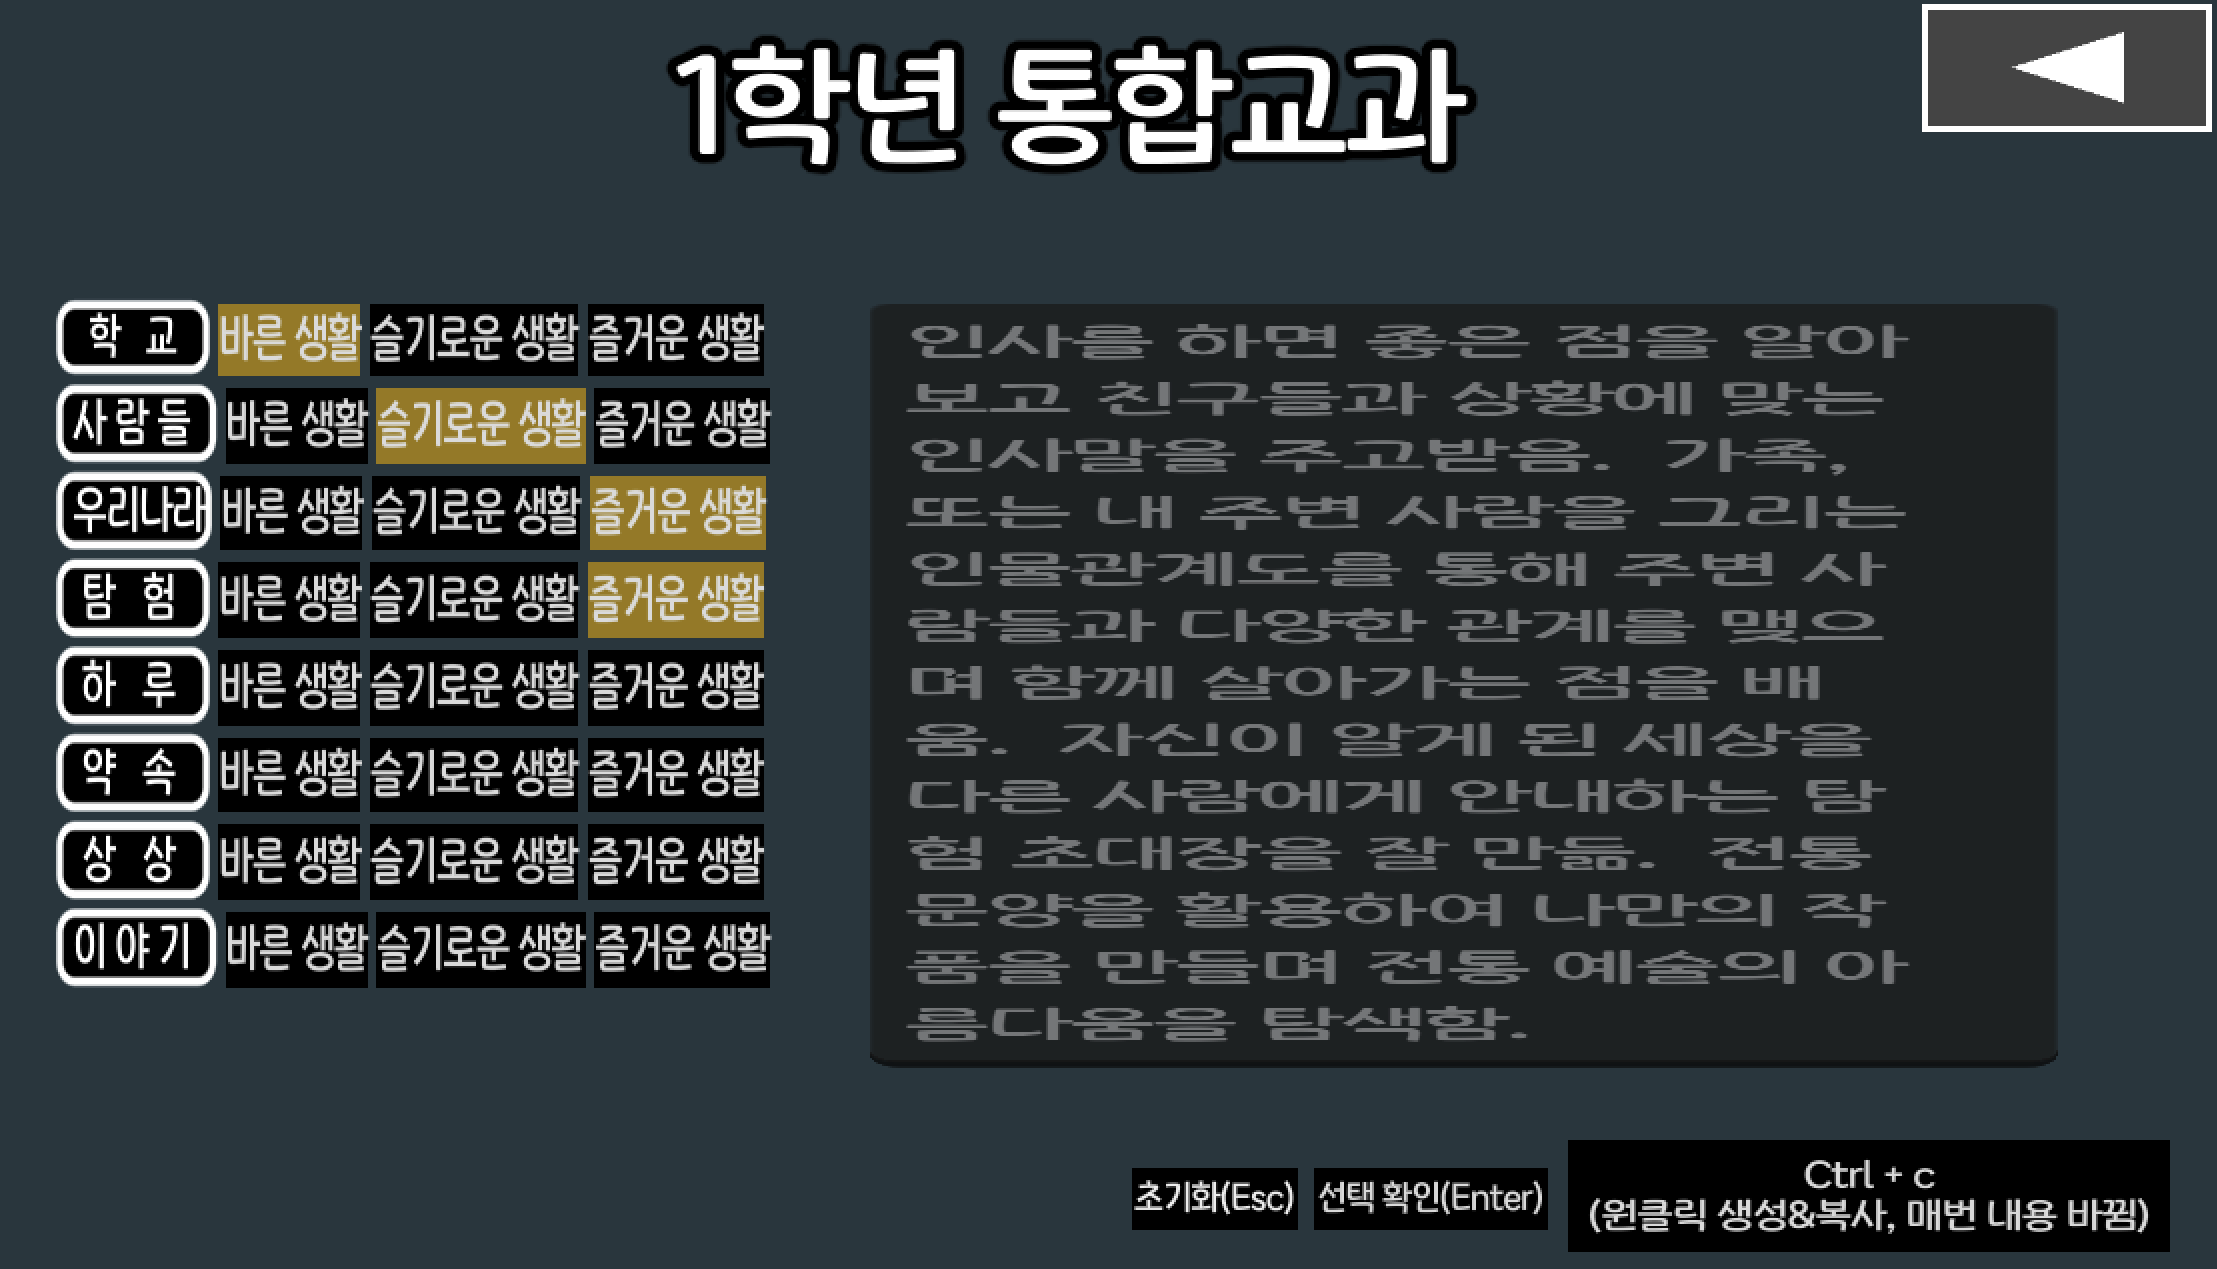 1학년 통합교과
학 교 바른 생활 슬기로운 생활 즐거운 생활
사람들 바른 생활 슬기로운 생활 즐거운 생활
우리나라 바른 생활 슬기로운 생활 즐거운 생활
탐 험 바른 생활 슬기로운 생활 즐거운 생활
하 루 바른 생활 슬기로운 생활 즐거운 생활
약 속 바른 생활 슬기로운 생활 즐거운 생활
상 상 바른 생활 슬기로운 생활 즐거운 생활
이야기 바른 생활 슬기로운 생활 즐거운 생활
인사를 하면 좋은 점을 알아
보고 친구들과 상황에 맞는
인사말을 주고받음. 가족,
또는 내 주변 사람을 그리는
인물관계도를 통해 주변 사
람들과 다양한 관계를 맺으
며 함께 살아가는 점을 배
움. 자신이 알게 된 세상을
다른 사람에게 안내하는 탐
험 초대장을 잘 만듦. 전통
문양을 활용하여 나만의 작
품을 만들며 전통 예술의 아
름다움을 탐색함.
초기화(Esc) 선택 확인(Enter)
Ctrl + c
(원클릭 생성&복사, 매번 내용 바뀜)